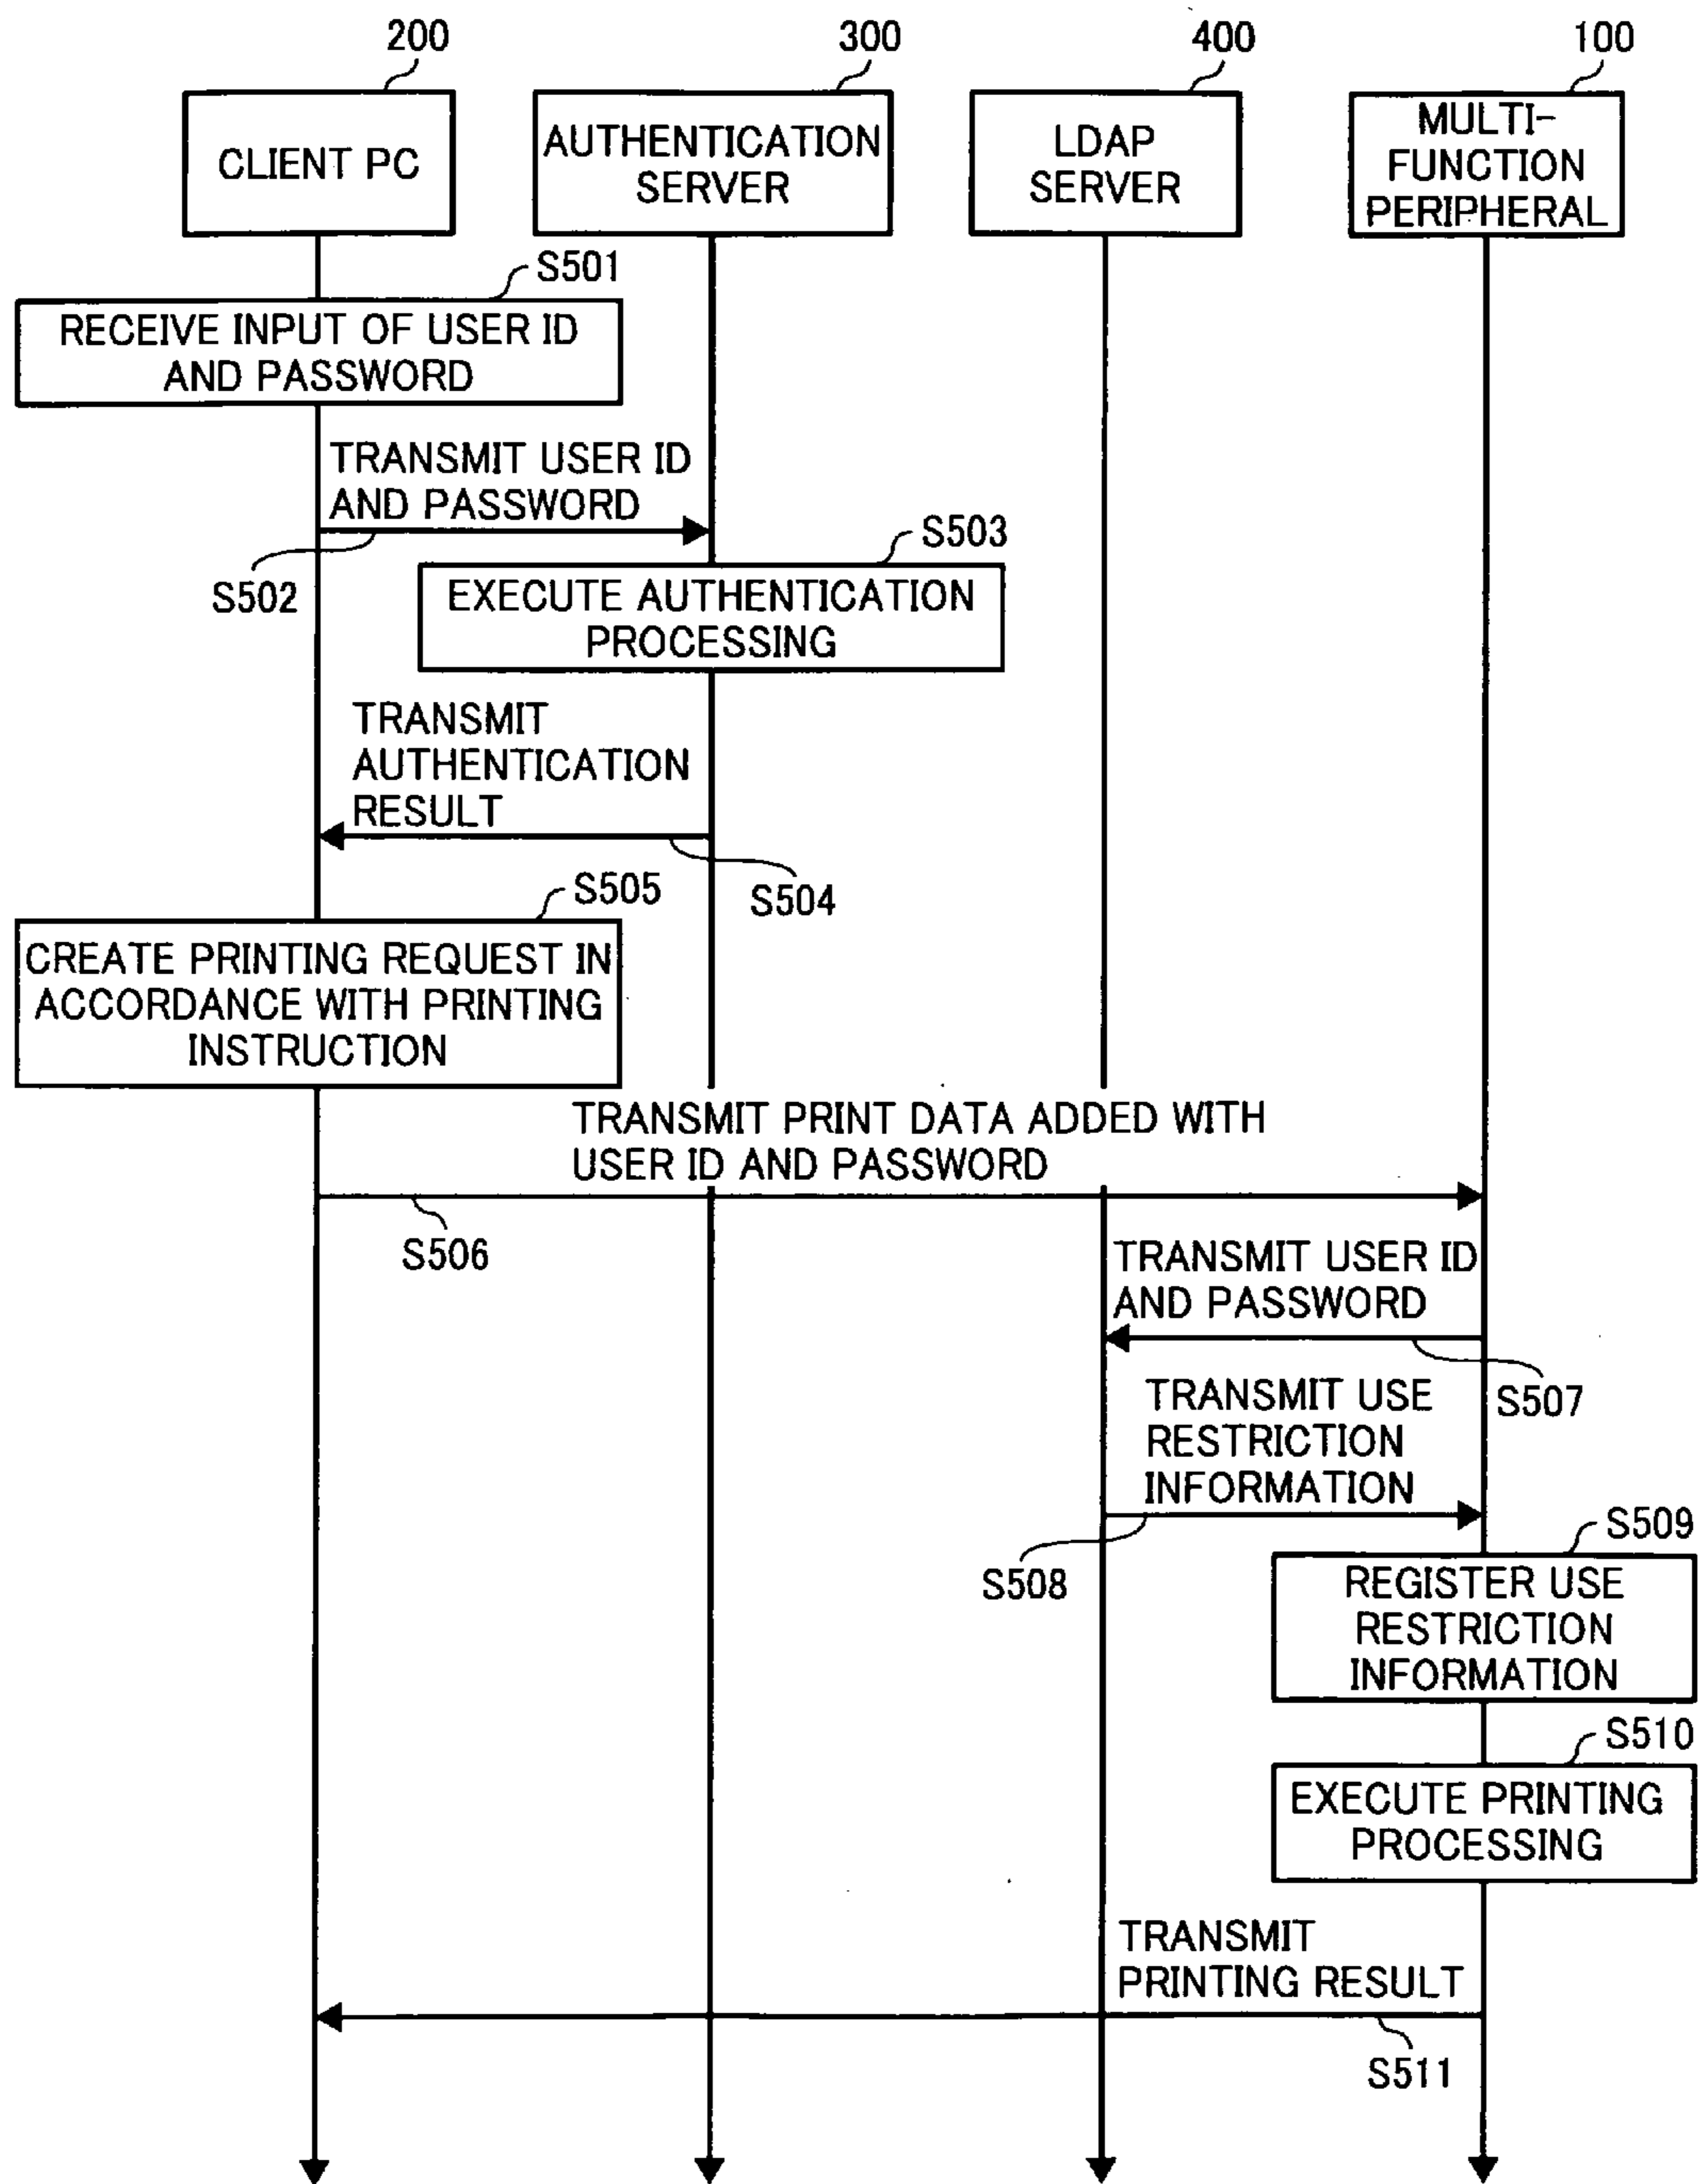 200
300
400
100
CLIENT PC
AUTHENTICATION
SERVER
LDAP
SERVER
MULTI-
FUNCTION
PERIPHERAL
S501
RECEIVE INPUT OF USER ID
AND PASSWORD
TRANSMIT USER ID
AND PASSWORD
S502
S503
EXECUTE AUTHENTICATION
PROCESSING
TRANSMIT
AUTHENTICATION
RESULT
S504
S505
CREATE PRINTING REQUEST IN
ACCORDANCE WITH PRINTING
INSTRUCTION
TRANSMIT PRINT DATA ADDED WITH
USER ID AND PASSWORD
S506
TRANSMIT USER ID
AND PASSWORD
S507
TRANSMIT USE
RESTRICTION
INFORMATION
S508
S509
REGISTER USE
RESTRICTION
INFORMATION
S510
EXECUTE PRINTING
PROCESSING
TRANSMIT
PRINTING RESULT
S511